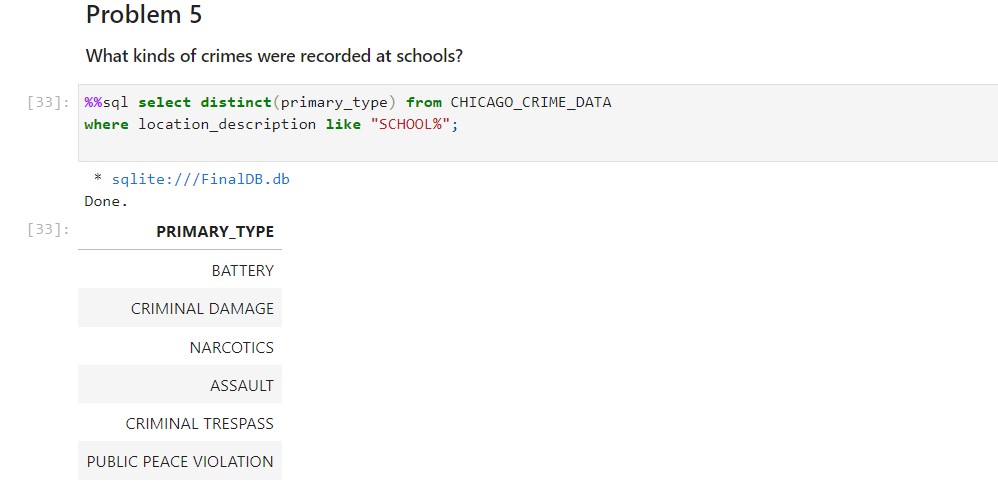 Problem 5
What kinds of crimes were recorded at schools?
[33]: %%sql select distinct(primary_type) from CHICAGO_CRIME_DATA
where location_description like "SCHOOL%";
* sqlite:///FinalDB.db
Done.
[33]: PRIMARY_TYPE
BATTERY
CRIMINAL DAMAGE
NARCOTICS
ASSAULT
CRIMINAL TRESPASS
PUBLIC PEACE VIOLATION